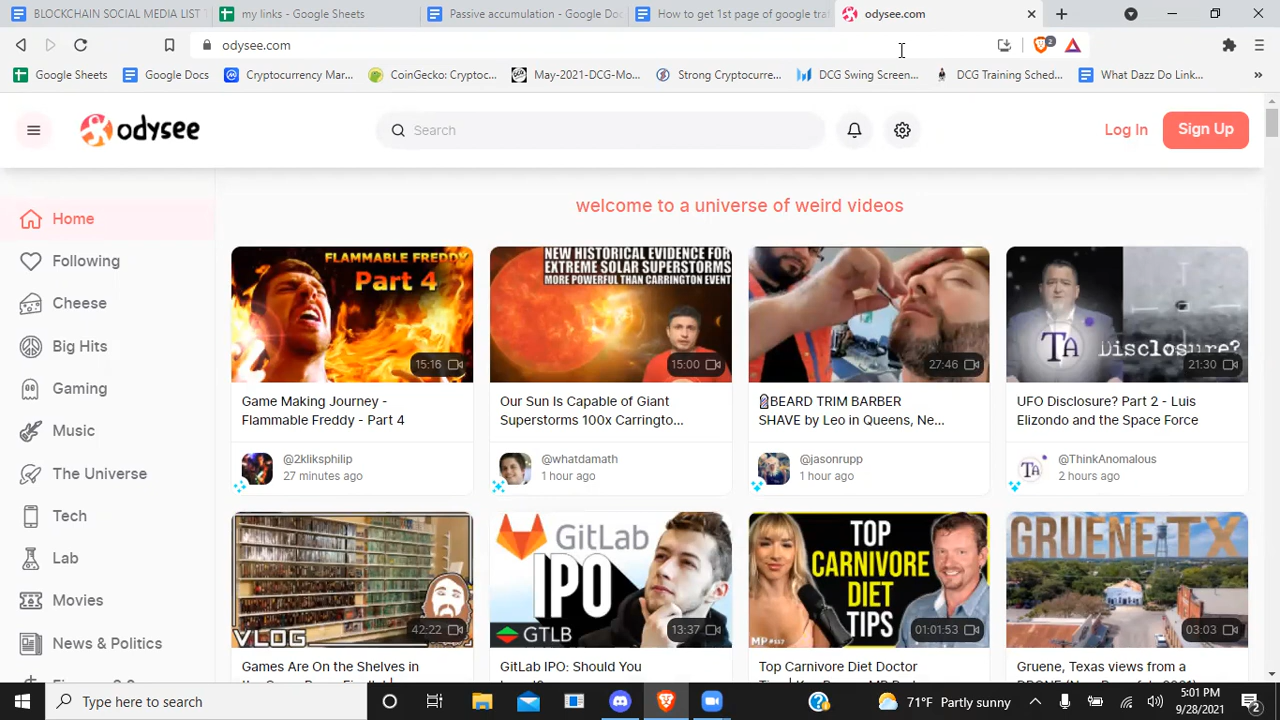 BLOCKCHAIN SOCIAL MEDIA LIST T
my links - Google Sheets
Passive accumulation - Google Doc
How to get 1st page of google trai
odysee.com
odysee.com
2
Google Sheets
Google Docs
Cryptocurrency Mar...
CoinGecko: Cryptoc...
May-2021-DCG-Mo...
Strong Cryptocurre...
DCG Swing Screen...
DCG Training Sched...
What Dazz Do Link...
»
odysee
Search
Log In
Sign Up
Home
Following
Cheese
Big Hits
Gaming
Music
The Universe
Tech
Lab
Movies
News & Politics
welcome to a universe of weird videos
FLAMMABLE FREDDY
Part 4
15:16
Game Making Journey -
Flammable Freddy - Part 4
@2kliksphilip
27 minutes ago
NEW HISTORICAL EVIDENCE FOR
EXTREME SOLAR SUPERSTORMS
MORE POWERFUL THAN CARRINGTON EVENT
15:00
Our Sun Is Capable of Giant
Superstorms 100x Carringto...
@whatdamath
1 hour ago
27:46
💈BEARD TRIM BARBER
SHAVE by Leo in Queens, Ne...
@jasonrupp
1 hour ago
TA
Disclosure?
21:30
UFO Disclosure? Part 2 - Luis
Elizondo and the Space Force
TA
@ThinkAnomalous
2 hours ago
VLOG
42:22
Games Are On the Shelves in
GitLab
IPO:
GTLB
13:37
GitLab IPO: Should You
TOP
CARNIVORE
DIET
TIPS
MP #537
01:01:53
Top Carnivore Diet Doctor
GRUENE TX
03:03
Gruene, Texas views from a
Type here to search
71°F Partly sunny
5:01 PM
9/28/2021
2